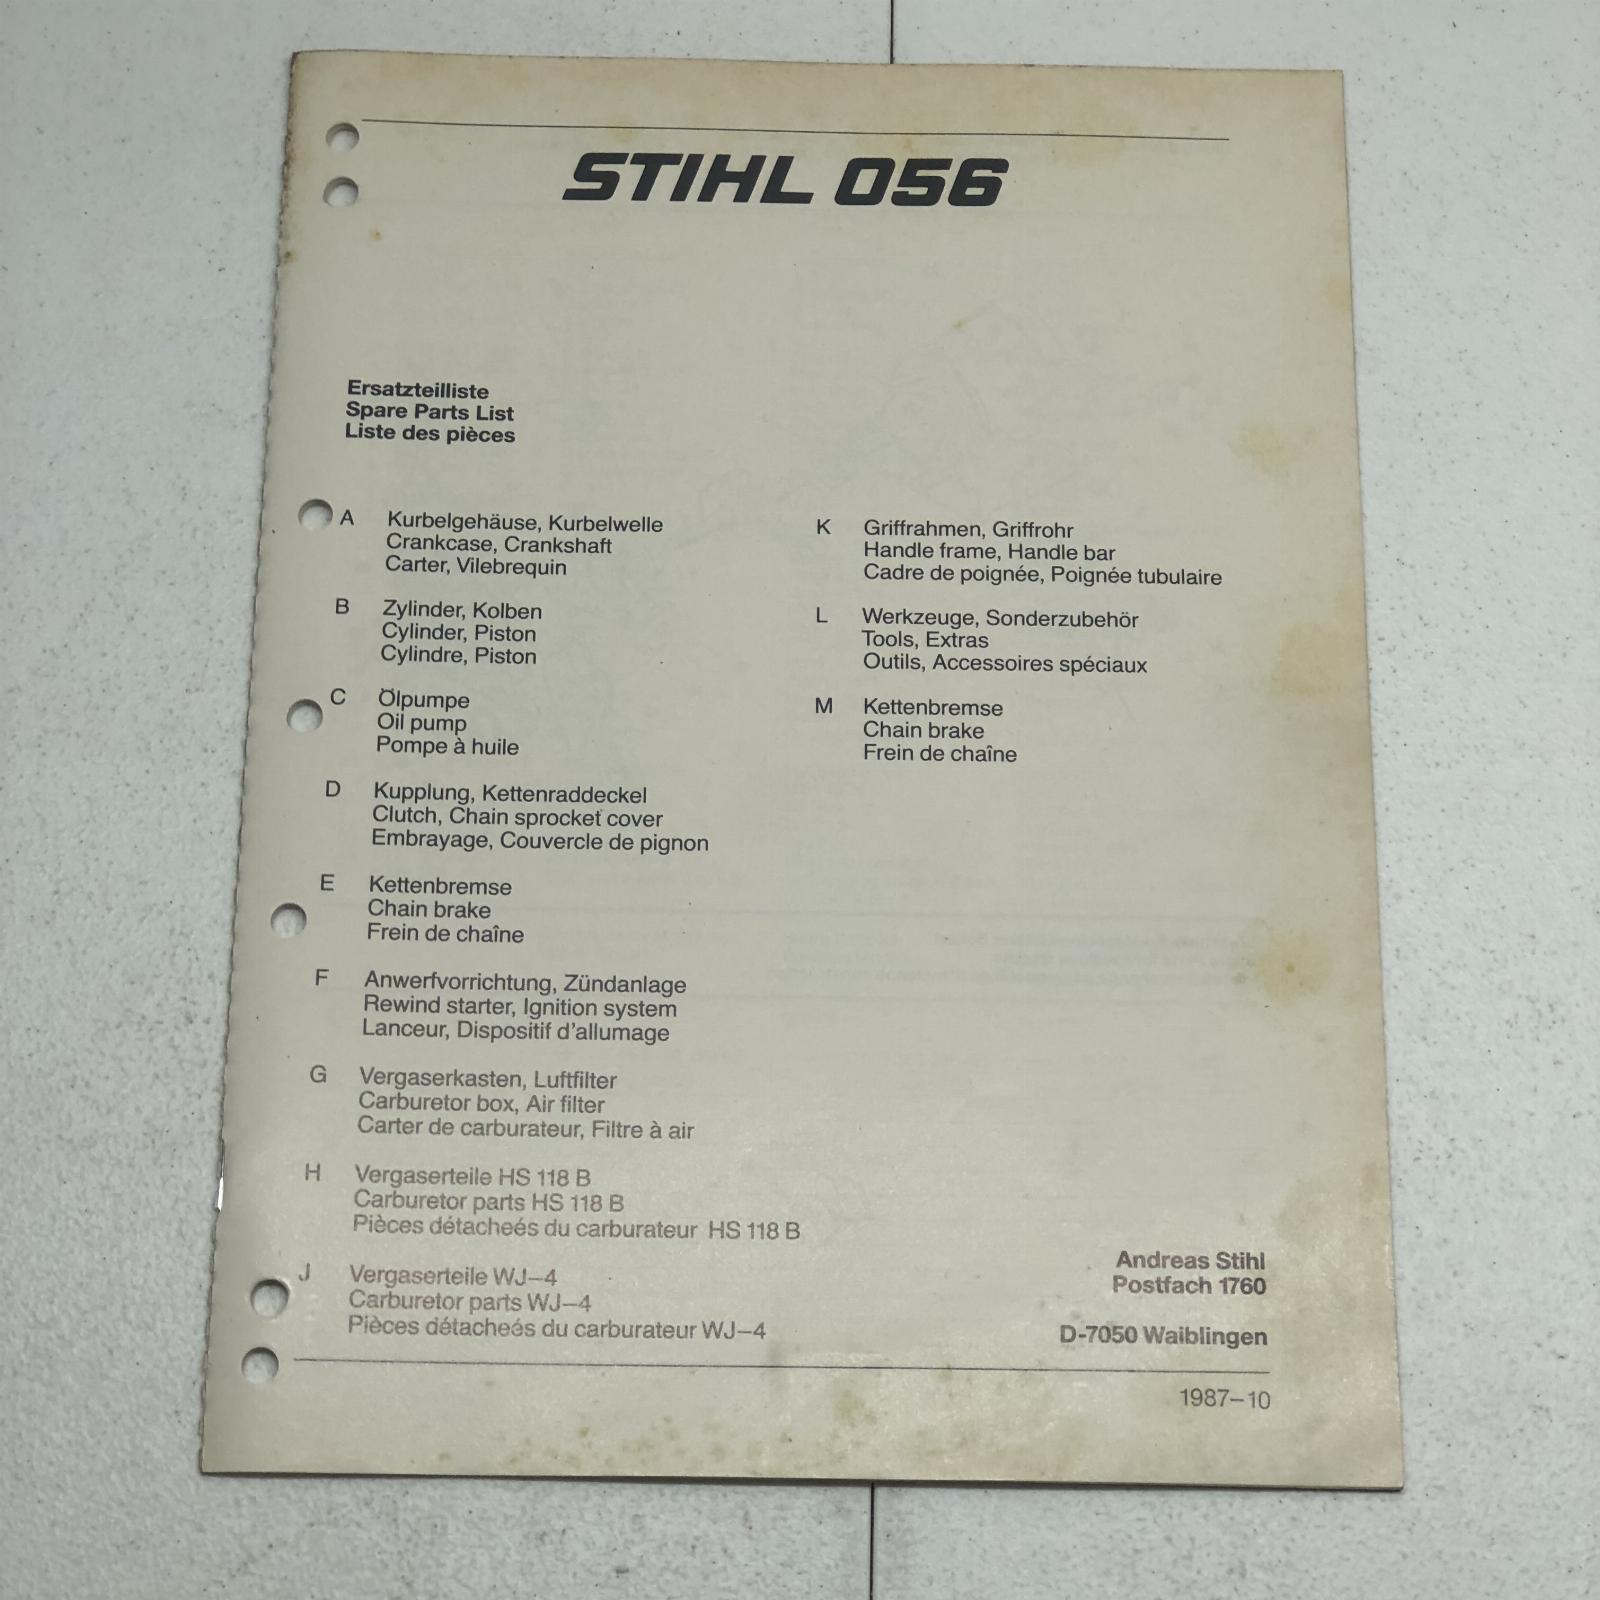 STIHL 056
Ersatzteilliste
Spare Parts List
Liste des pièces
A Kurbelgehäuse, Kurbelwelle
Crankcase, Crankshaft
Carter, Vilebrequin
B Zylinder, Kolben
Cylinder, Piston
Cylindre, Piston
C Ölpumpe
Oil pump
Pompe à huile
D Kupplung, Kettenraddeckel
Clutch, Chain sprocket cover
Embrayage, Couvercle de pignon
E Kettenbremse
Chain brake
Frein de chaîne
F Anwerfvorrichtung, Zündanlage
Rewind starter, Ignition system
Lanceur, Dispositif d'allumage
G Vergaserkasten, Luftfilter
Carburetor box, Air filter
Carter de carburateur, Filtre à air
H Vergaserteile HS 118 B
Carburetor parts HS 118 B
Pièces détacheés du carburateur HS 118 B
J Vergaserteile WJ–4
Carburetor parts WJ–4
Pièces détacheés du carburateur WJ–4
K Griffrahmen, Griffrohr
Handle frame, Handle bar
Cadre de poignée, Poignée tubulaire
L Werkzeuge, Sonderzubehör
Tools, Extras
Outils, Accessoires spéciaux
M Kettenbremse
Chain brake
Frein de chaîne
Andreas Stihl
Postfach 1760
D-7050 Waiblingen
1987–10